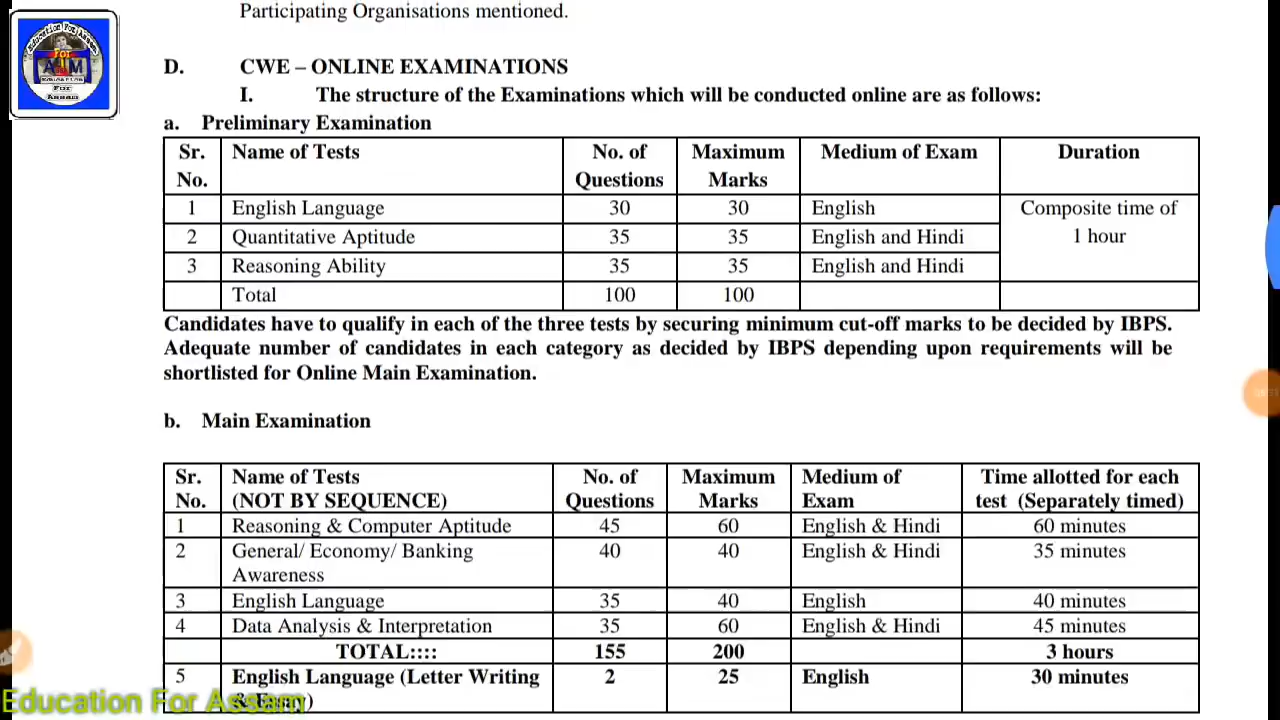 Participating Organisations mentioned.
D. CWE – ONLINE EXAMINATIONS
I. The structure of the Examinations which will be conducted online are as follows:
a. Preliminary Examination
Sr. No. Name of Tests No. of Questions Maximum Marks Medium of Exam Duration
1 English Language 30 30 English Composite time of 1 hour
2 Quantitative Aptitude 35 35 English and Hindi
3 Reasoning Ability 35 35 English and Hindi
Total 100 100
Candidates have to qualify in each of the three tests by securing minimum cut-off marks to be decided by IBPS.
Adequate number of candidates in each category as decided by IBPS depending upon requirements will be
shortlisted for Online Main Examination.
b. Main Examination
Sr. No. Name of Tests (NOT BY SEQUENCE) No. of Questions Maximum Marks Medium of Exam Time allotted for each test (Separately timed)
1 Reasoning & Computer Aptitude 45 60 English & Hindi 60 minutes
2 General/ Economy/ Banking Awareness 40 40 English & Hindi 35 minutes
3 English Language 35 40 English 40 minutes
4 Data Analysis & Interpretation 35 60 English & Hindi 45 minutes
TOTAL:::: 155 200 3 hours
5 English Language (Letter Writing 2 25 English 30 minutes
Education For Assam